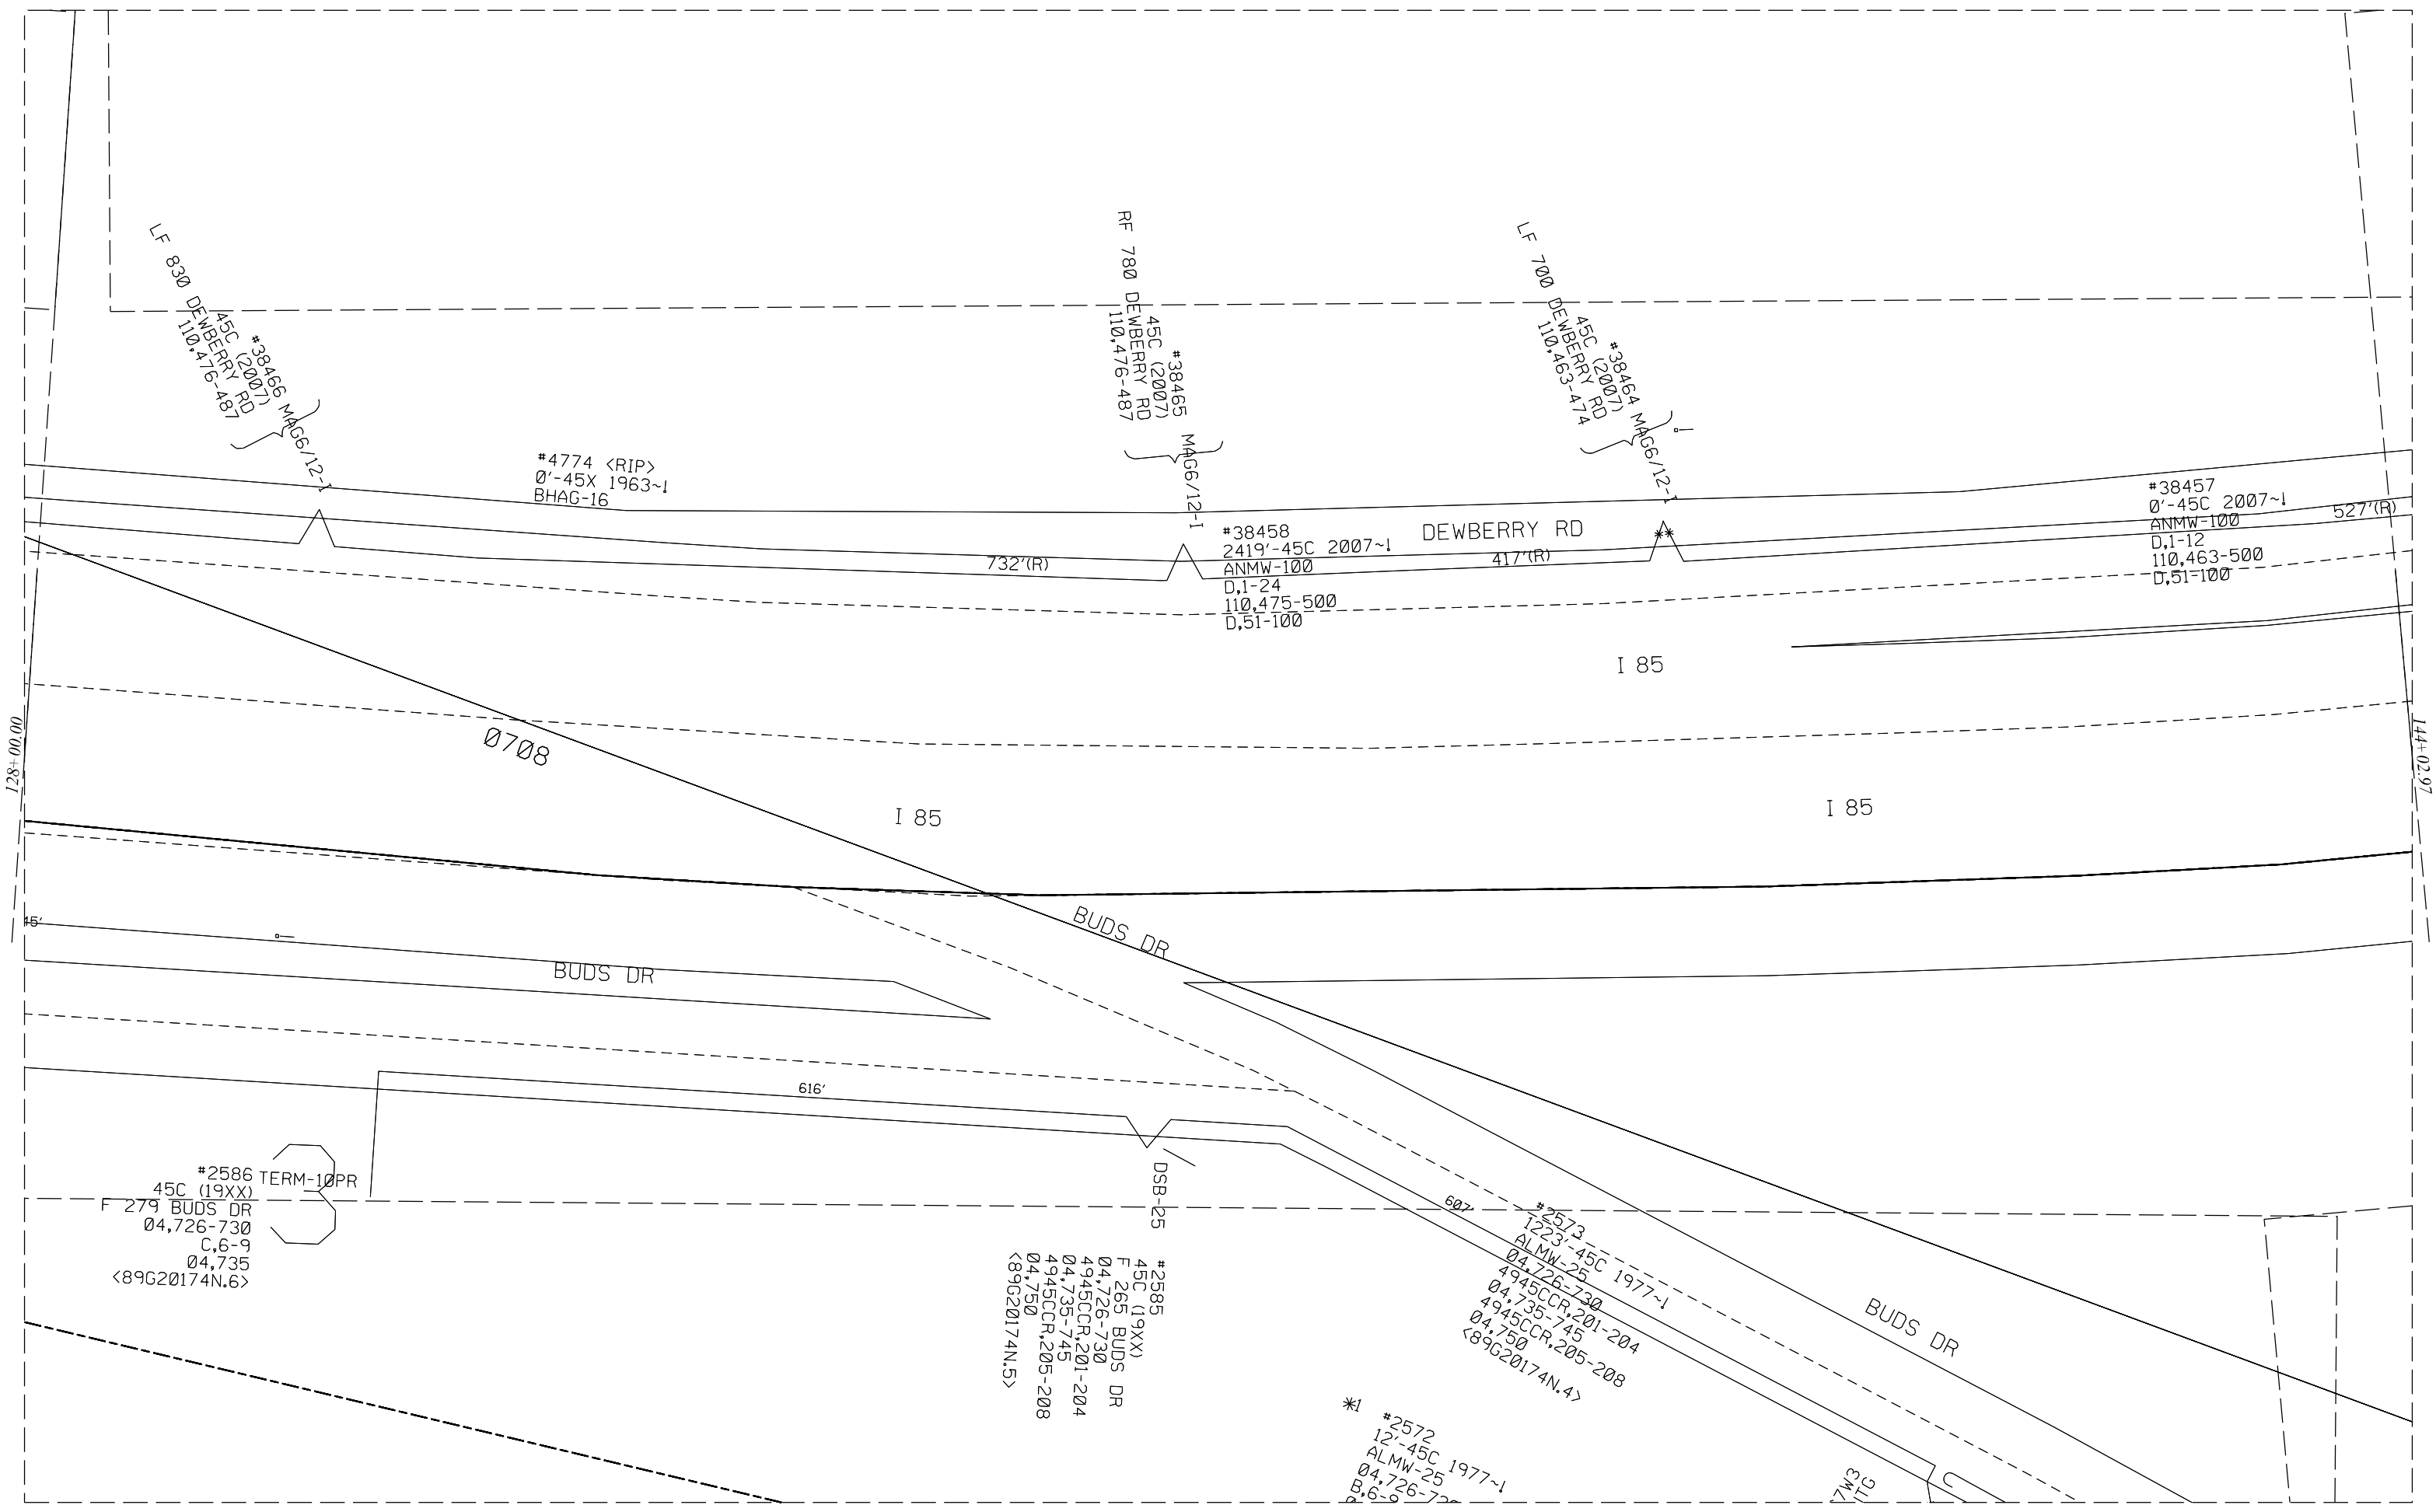 LF 830 DEWBERRY RD
#38466
45C (2007)
110,476-487
MAG6/12-I
RF 780 DEWBERRY RD
#38465
45C (2007)
110,476-487
MAG6/12-I
LF 700 DEWBERRY RD
#38464
45C (2007)
110,463-474
MAG6/12-I
#4774 <RIP>
0'-45X 1963~!
BHAG-16
#38458
2419'-45C 2007~!
ANMW-100
D,1-24
110,475-500
D,51-100
DEWBERRY RD
**
#38457
0'-45C 2007~!
ANMW-100
D,1-12
110,463-500
D,51-100
527'(R)
732'(R)
417'(R)
I 85
128+00.00
0708
144+02.97
I 85
I 85
45'
BUDS DR
BUDS DR
616'
#2586
45C (19XX)
F 279 BUDS DR
04,726-730
C,6-9
04,735
<89G20174N.6>
TERM-10PR
DSB-25
#2585
45C (19XX)
F 265 BUDS DR
04,726-730
4945CCR,201-204
04,735-745
4945CCR,205-208
04,750
<89G20174N.5>
607'
#2573
1223'-45C 1977~!
ALMW-25
04,726-730
4945CCR,201-204
04,735-745
4945CCR,205-208
04,750
<89G20174N.4>
BUDS DR
*1
#2572
12'-45C 1977~!
ALMW-25
04,726-73
B,6-9
7W3
TG